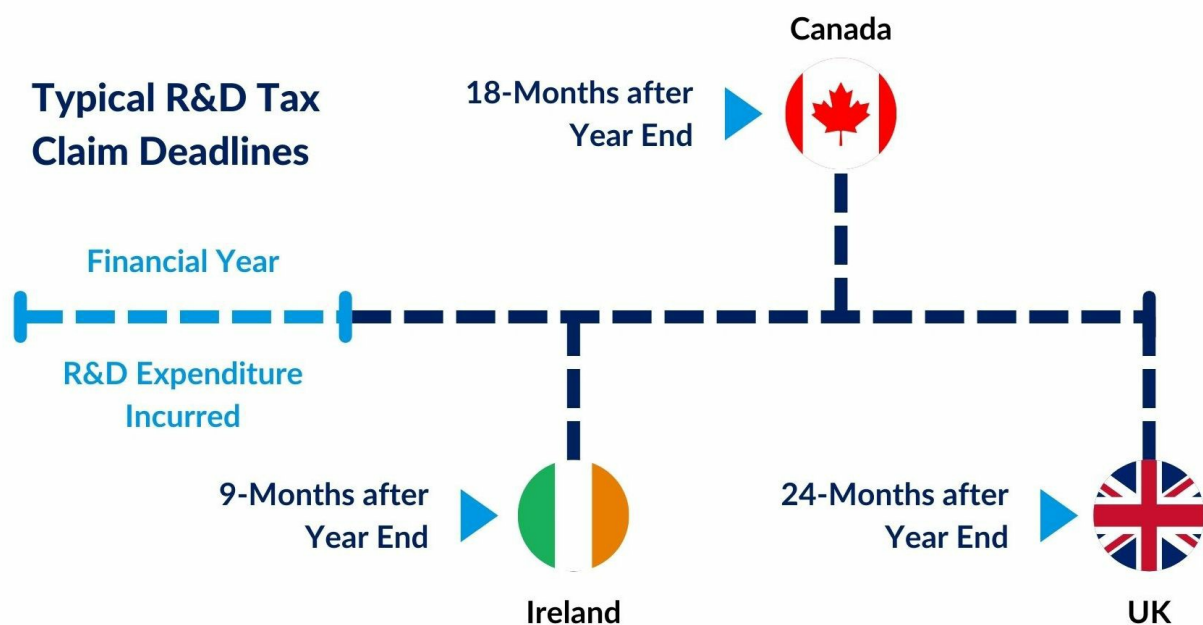 Canada
Typical R&D Tax
Claim Deadlines
18-Months after
Year End
Financial Year
R&D Expenditure
Incurred
9-Months after
Year End
24-Months after
Year End
Ireland
UK